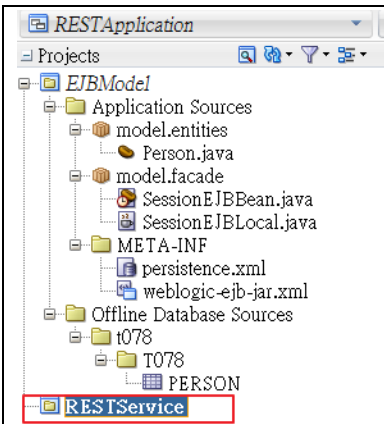 RESTApplication
Projects
EJBModel
Application Sources
model.entities
Person.java
model.facade
SessionEJBBean.java
SessionEJBLocal.java
META-INF
persistence.xml
weblogic-ejb-jar.xml
Offline Database Sources
t078
T078
PERSON
RESTService